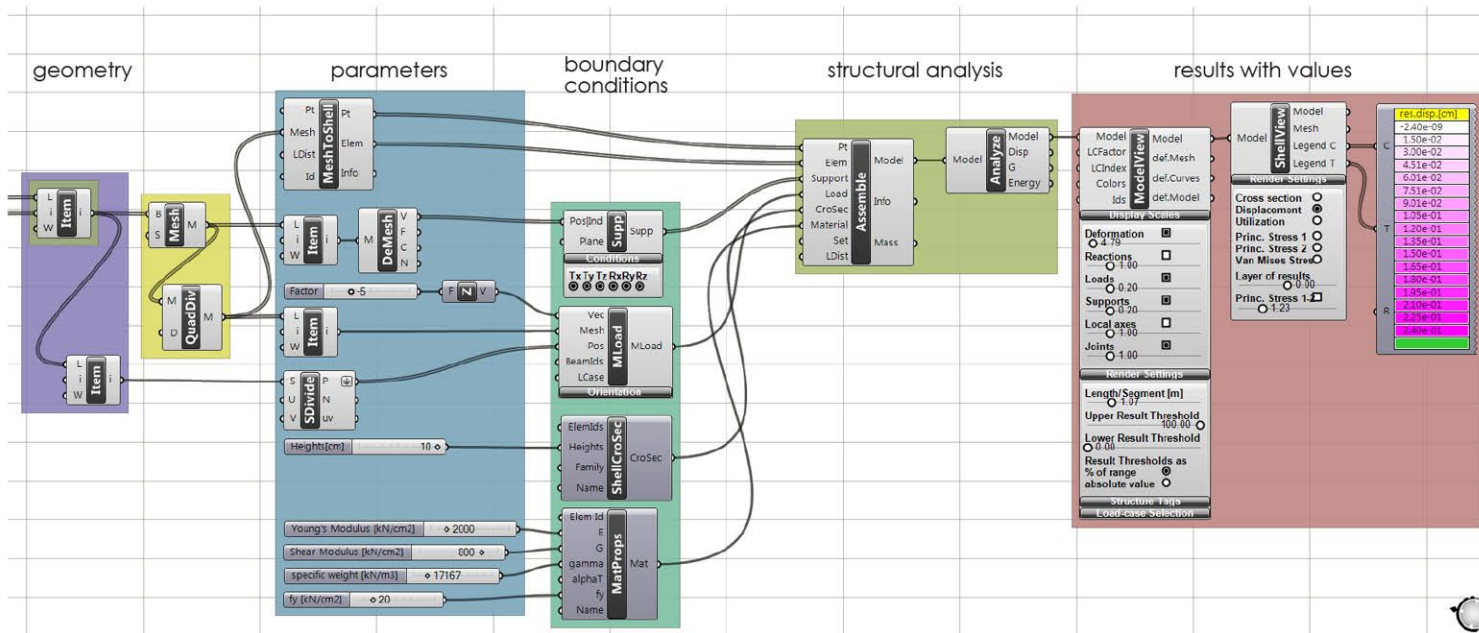 geometry
parameters
boundary
conditions
structural analysis
results with values
L
i
W
Item
i
L
i
W
Item
i
B
S
Mesh
M
M
D
QuadDiv
M
Pt
Mesh
LDist
Id
MeshToShell
Pt
Elem
Info
L
i
W
Item
i
M
DeMesh
V
F
C
N
Factor
-5
F
Z
V
L
i
W
Item
i
S
U
V
SDivide
P
N
uv
Heights[cm]
10
Young's Modulus [kN/cm2]
2000
Shear Modulus [kN/cm2]
800
specific weight [kN/m3]
17167
fy [kN/cm2]
20
Pos|Ind
Plane
Supp
Supp
Conditions
Tx Ty Tz Rx Ry Rz
Vec
Mesh
Pos
BeamIds
LCase
MLoad
MLoad
Orientation
ElemIds
Heights
Family
Name
ShellCroSec
CroSec
Elem Id
E
G
gamma
alphaT
fy
Name
MatProps
Mat
Pt
Elem
Support
Load
CroSec
Material
Set
LDist
Assemble
Model
Info
Mass
Model
Analyze
Model
Disp
G
Energy
Model
LCFactor
LCIndex
Colors
Ids
ModelView
Model
def.Mesh
def.Curves
def.Model
Display Scales
Deformation
4.79
Reactions
1.00
Loads
0.20
Supports
0.20
Local axes
1.00
Joints
1.00
Render Settings
Length/Segment [m]
1.07
Upper Result Threshold
100.00
Lower Result Threshold
0.00
Result Thresholds as
% of range
absolute value
Structure Tags
Load-case Selection
Model
ShellView
Model
Mesh
Legend C
Legend T
Render Settings
Cross section
Displacement
Utilization
Princ. Stress 1
Princ. Stress 2
Van Mises Stres
Layer of results
0.00
Princ. Stress 1-2
1.23
C
T
R
res.disp.[cm]
-2.40e-09
1.50e-02
3.00e-02
4.51e-02
6.01e-02
7.51e-02
9.01e-02
1.05e-01
1.20e-01
1.35e-01
1.50e-01
1.65e-01
1.80e-01
1.95e-01
2.10e-01
2.25e-01
2.40e-01